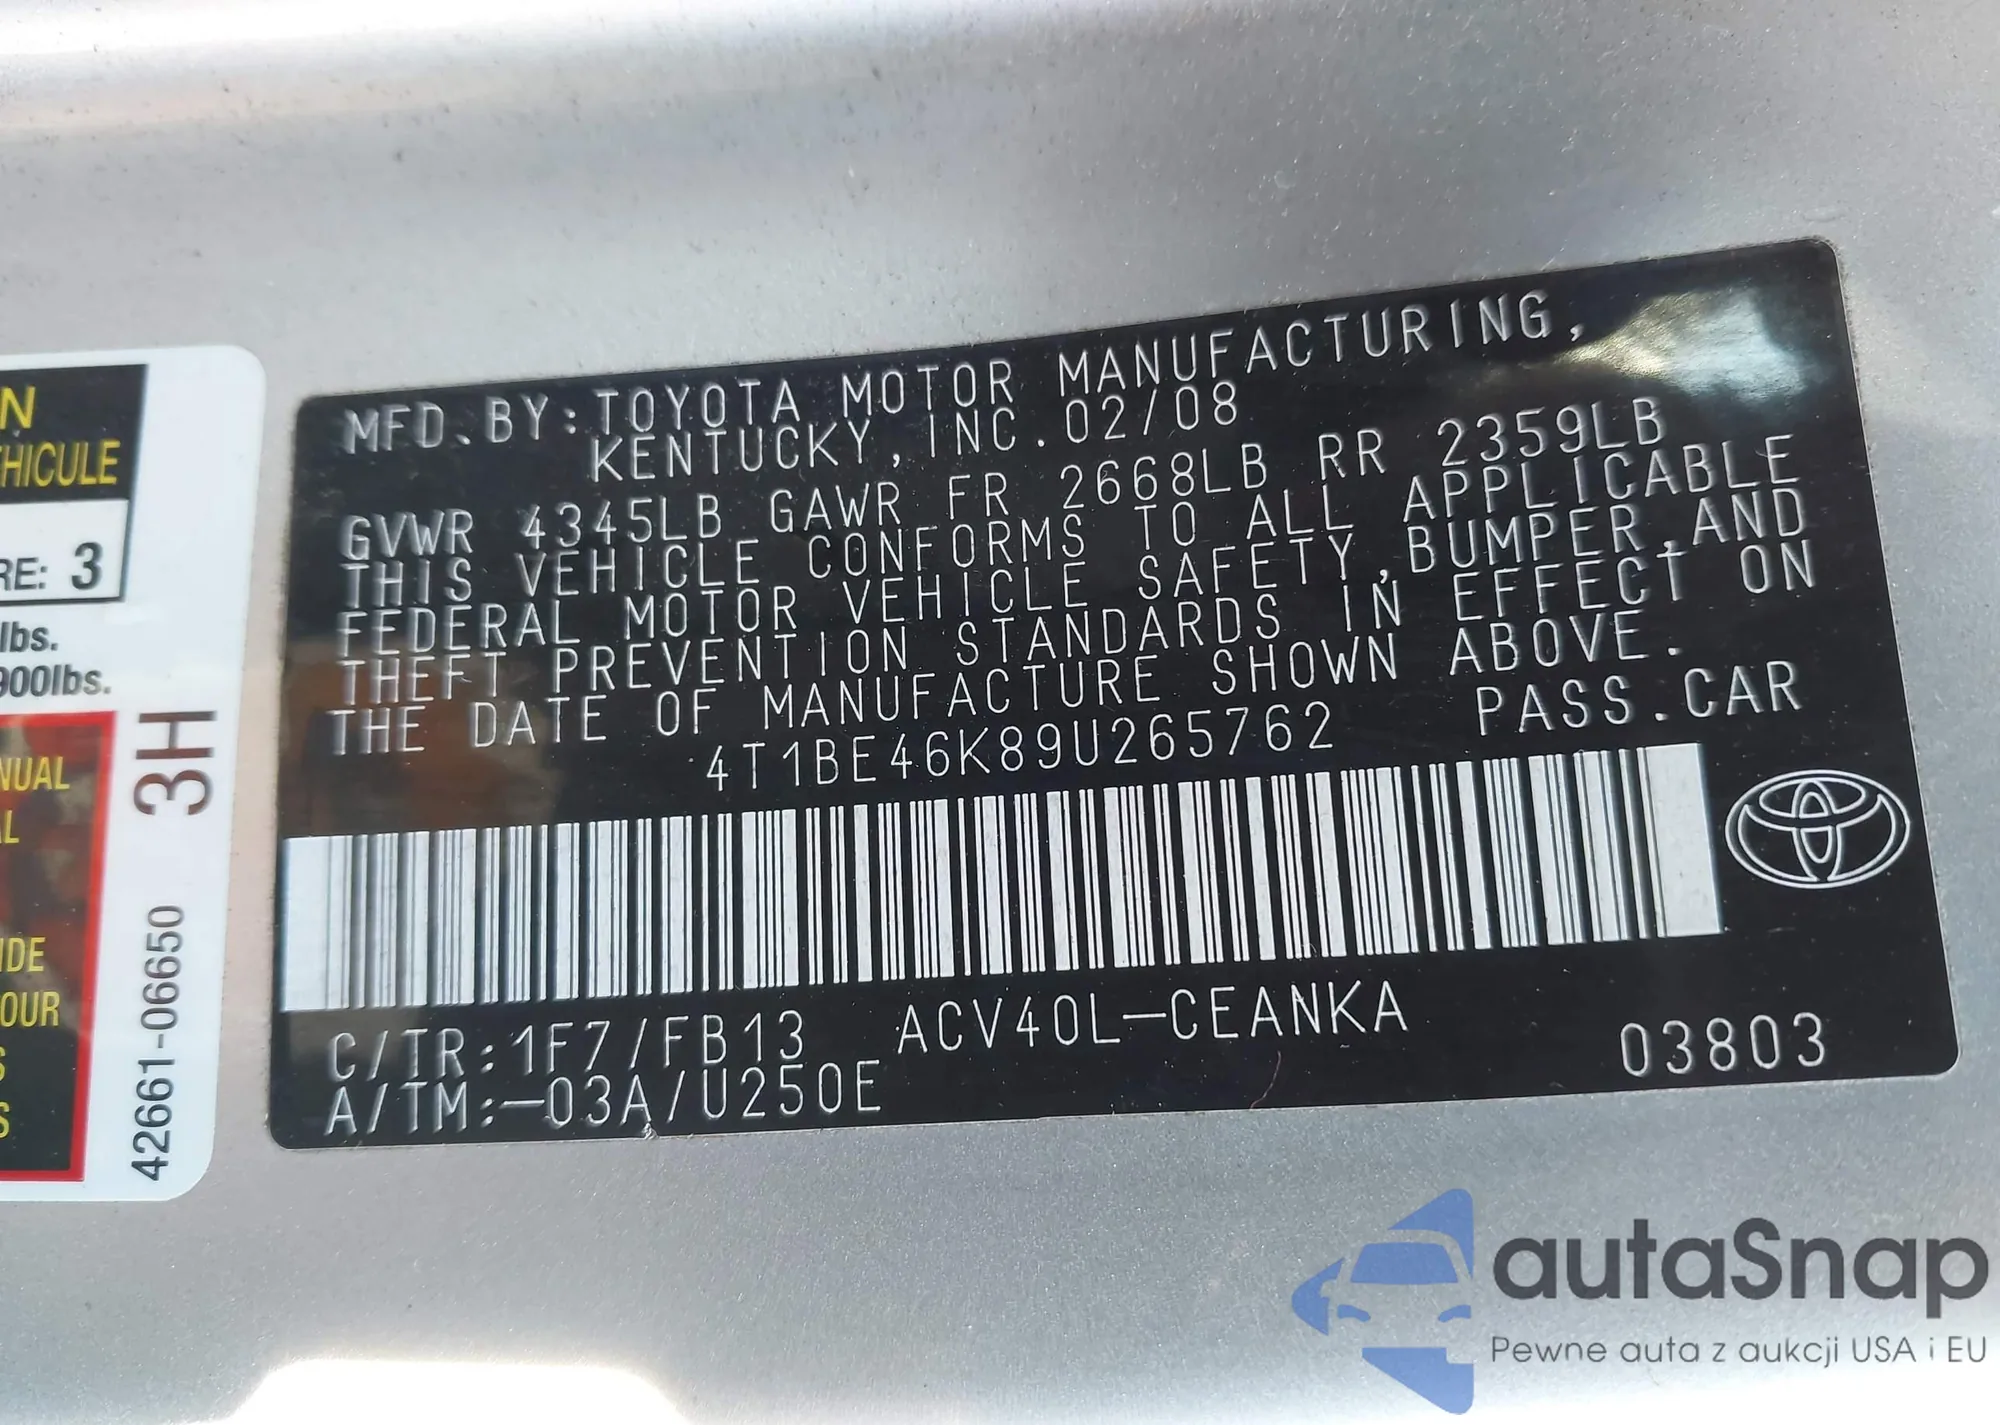 N
HICULE
RE: 3
lbs.
900lbs.
NUAL
AL
IDE
OUR
S
S
3H
42661-06650
MFD.BY:TOYOTA MOTOR MANUFACTURING,
KENTUCKY,INC.02/08
GVWR 4345LB GAWR FR 2668LB RR 2359LB
THIS VEHICLE CONFORMS TO ALL APPLICABLE
FEDERAL MOTOR VEHICLE SAFETY,BUMPER,AND
THEFT PREVENTION STANDARDS IN EFFECT ON
THE DATE OF MANUFACTURE SHOWN ABOVE.
4T1BE46K89U265762 PASS.CAR
C/TR:1F7/FB13 ACV40L-CEANKA
A/TM:-03A/U250E 03803
autaSnap
Pewne auta z aukcji USA i EU